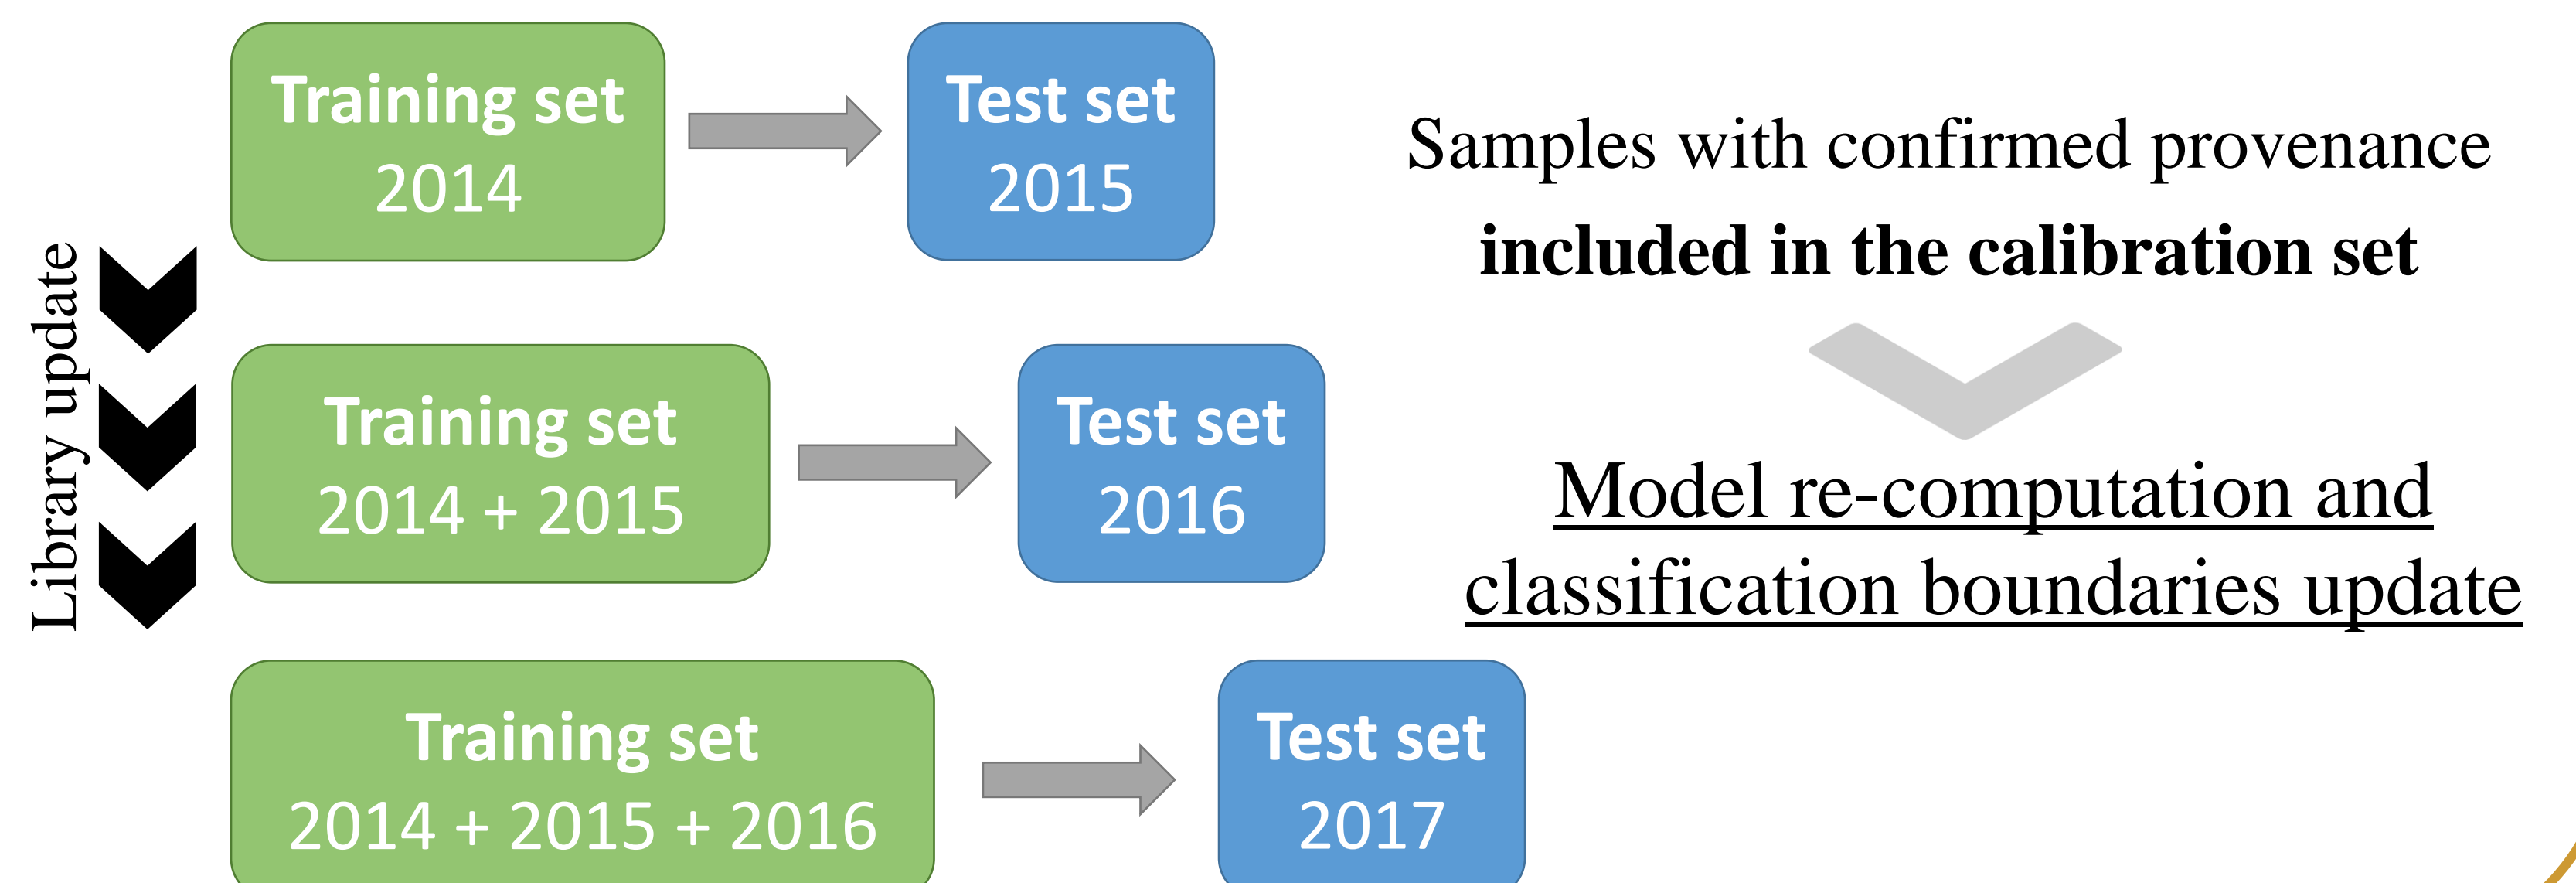 Library update
Training set
2014
Test set
2015
Training set
2014 + 2015
Test set
2016
Training set
2014 + 2015 + 2016
Test set
2017
Samples with confirmed provenance
included in the calibration set
Model re-computation and
classification boundaries update